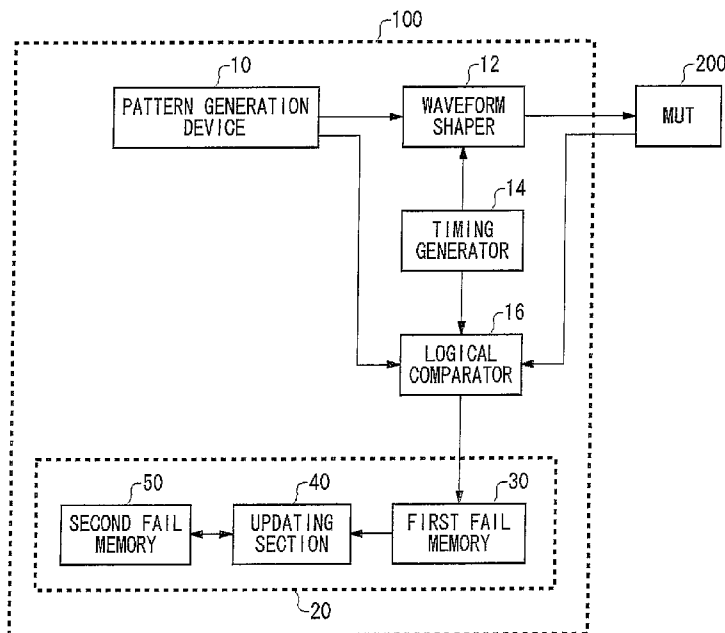 100
10
PATTERN GENERATION
DEVICE
12
WAVEFORM
SHAPER
200
MUT
14
TIMING
GENERATOR
16
LOGICAL
COMPARATOR
50
SECOND FAIL
MEMORY
40
UPDATING
SECTION
30
FIRST FAIL
MEMORY
20